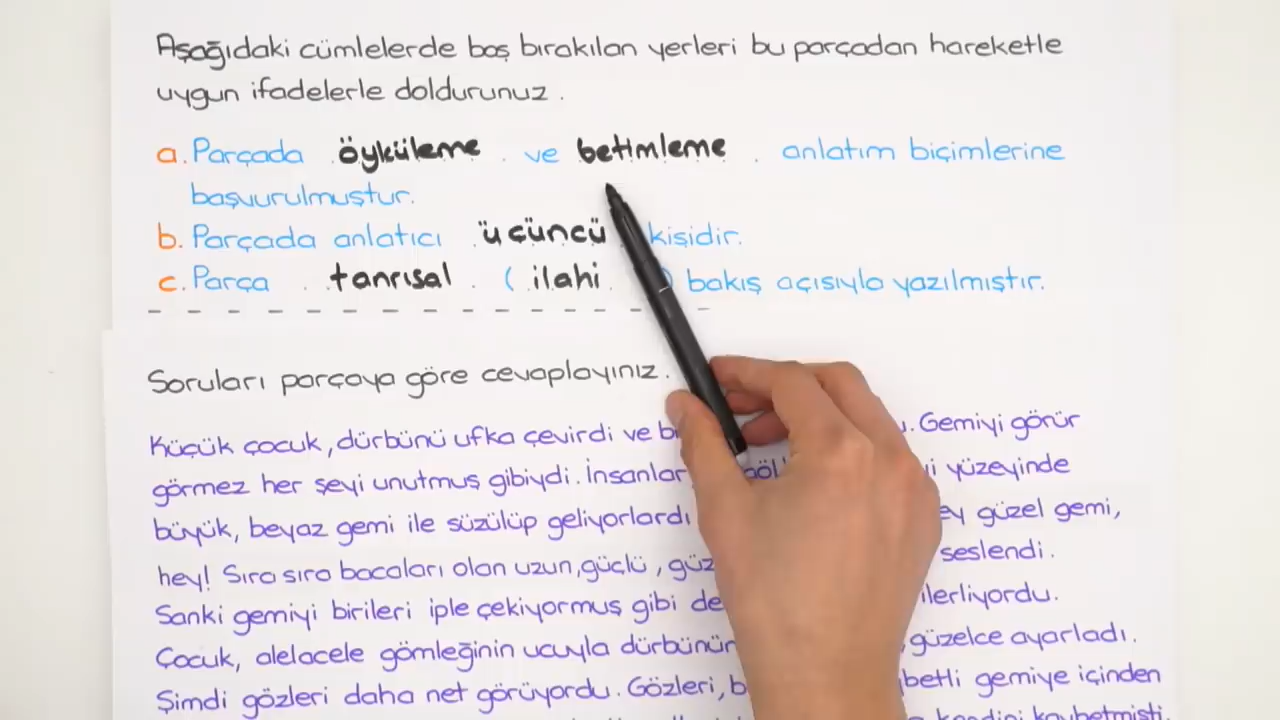 Aşağıdaki cümlelerde boş bırakılan yerleri bu parçadan hareketle
uygun ifadelerle doldurunuz.
a. Parçada öyküleme ve betimleme anlatım biçimlerine
başvurulmuştur.
b. Parçada anlatıcı üçüncü kişidir.
c. Parça tanrısal (ilahi) bakış açısıyla yazılmıştır.
Soruları parçaya göre cevaplayınız.
Küçük çocuk, dürbünü ufka çevirdi ve Gemiyi görür
görmez her şeyi unutmuş gibiydi. İnsanlar yüzeyinde
büyük, beyaz gemi ile süzülüp geliyorlardı güzel gemi,
hey! Sıra sıra bacaları olan uzun, güçlü, seslendi.
Sanki gemiyi birileri iple çekiyormuş gibi ilerliyordu.
Çocuk, alelacele gömleğinin ucuyla güzelce ayarladı.
Şimdi gözleri daha net görüyordu. Gözleri, gemiye içinden
kendini kaybetmişti.